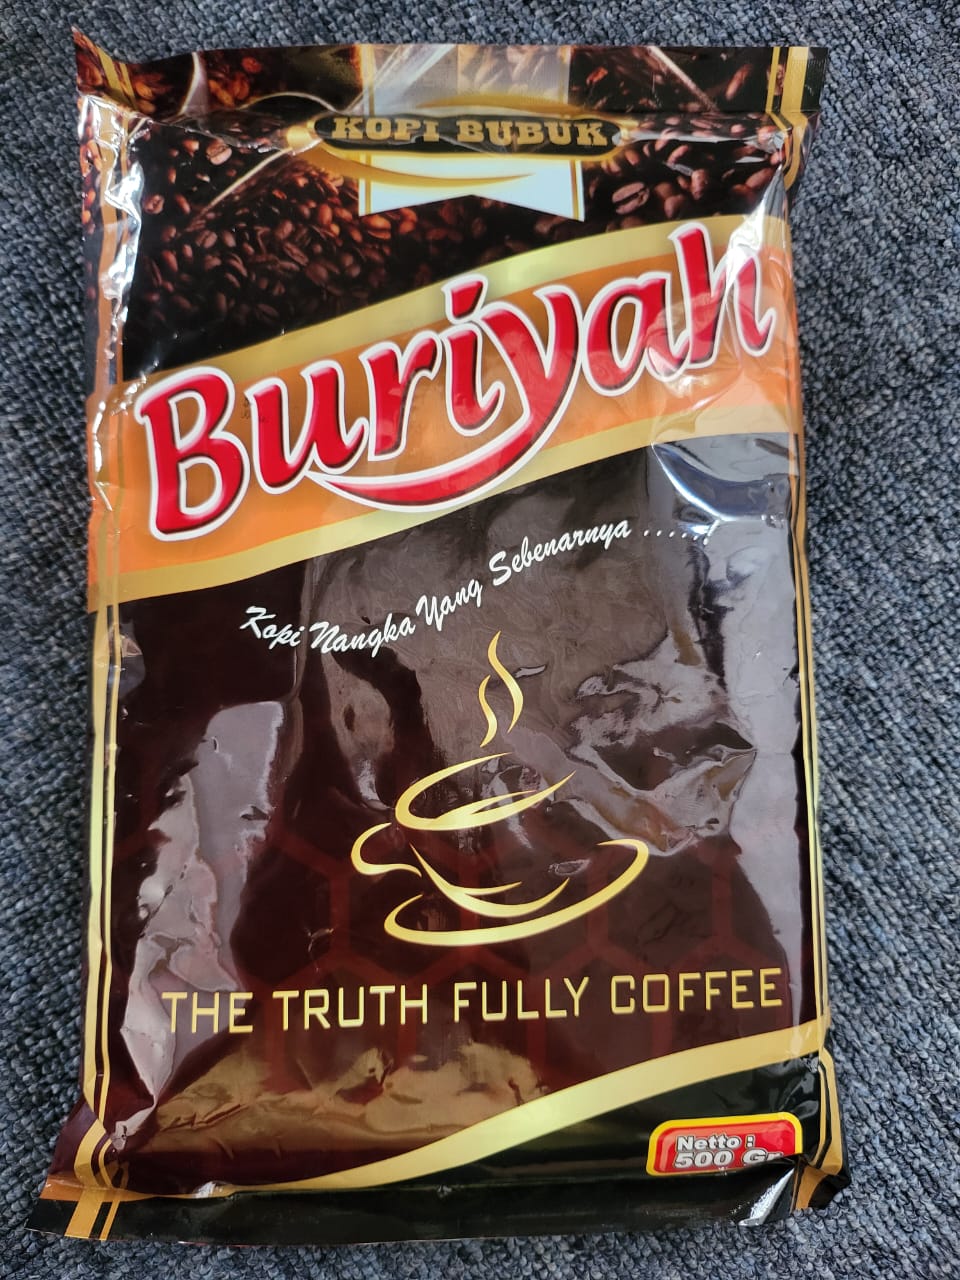 KOPI BUBUK
Buriyah
Kopi Nangka Yang Sebenarnya ......!
THE TRUTH FULLY COFFEE
Netto :
500 Gr